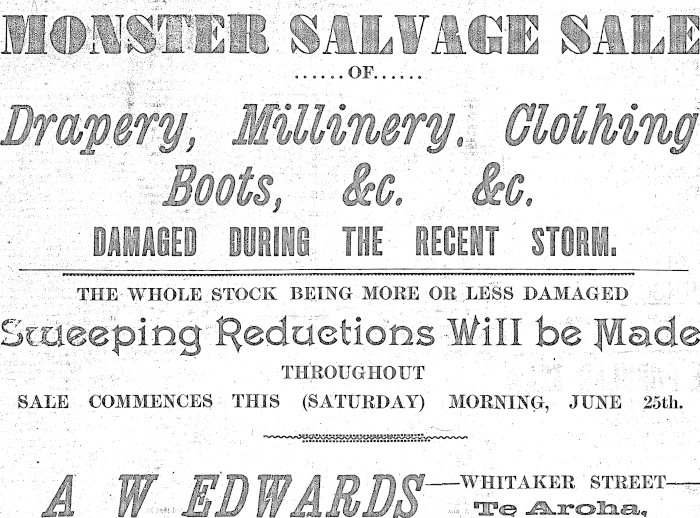 MONSTER SALVAGE SALE
......OF......
Drapery, Millinery. Clothing
Boots, &c. &c.
DAMAGED DURING THE RECENT STORM.
THE WHOLE STOCK BEING MORE OR LESS DAMAGED
Sweeping Reductions Will be Made
THROUGHOUT
SALE COMMENCES THIS (SATURDAY) MORNING, JUNE 25th.
A W EDWARDS—WHITAKER STREET—
Te Aroha,